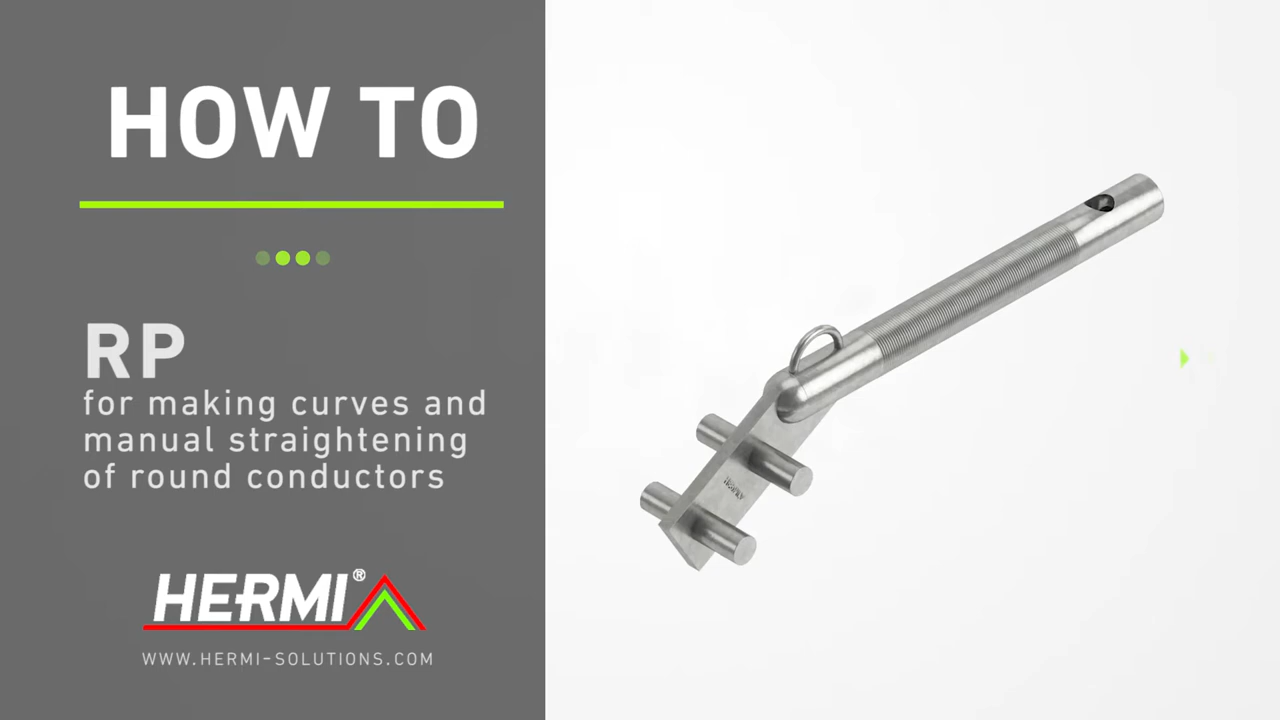 HOW TO
RP
for making curves and
manual straightening
of round conductors
HERMI®
WWW.HERMI-SOLUTIONS.COM